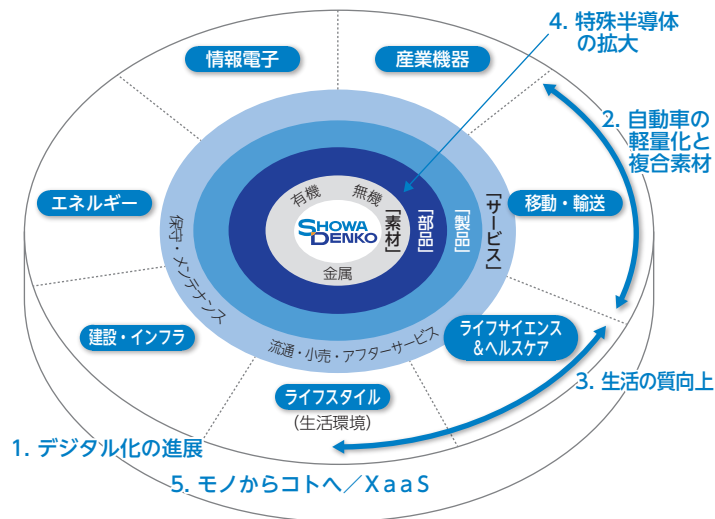 4. 特殊半導体
の拡大
情報電子
産業機器
2. 自動車の
軽量化と
複合素材
エネルギー
移動・輸送
有機
無機
SHOWA
DENKO
金属
「素材」
「部品」
「製品」
「サービス」
保守・メンテナンス
流通・小売・アフターサービス
建設・インフラ
ライフサイエンス
&ヘルスケア
ライフスタイル
(生活環境)
3. 生活の質向上
1. デジタル化の進展
5. モノからコトへ／XaaS